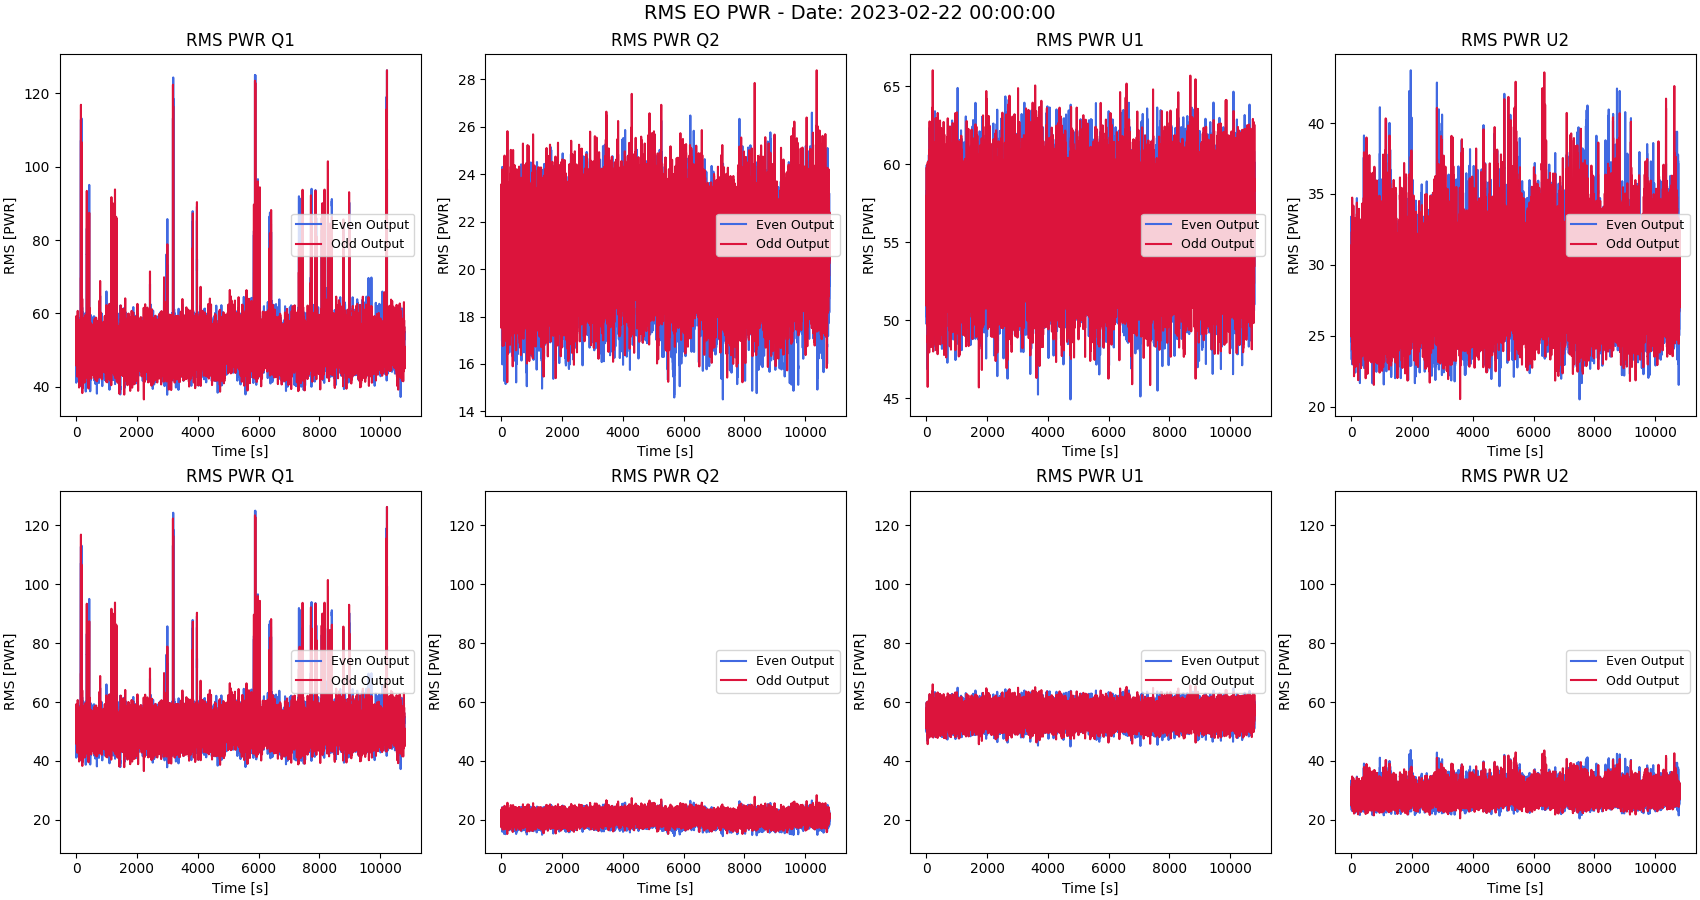 RMS EO PWR - Date: 2023-02-22 00:00:00
RMS PWR Q1
RMS [PWR]
120
100
80
60
40
0 2000 4000 6000 8000 10000
Time [s]
Even Output
Odd Output
RMS PWR Q2
RMS [PWR]
28
26
24
22
20
18
16
14
0 2000 4000 6000 8000 10000
Time [s]
Even Output
Odd Output
RMS PWR U1
RMS [PWR]
65
60
55
50
45
0 2000 4000 6000 8000 10000
Time [s]
Even Output
Odd Output
RMS PWR U2
RMS [PWR]
40
35
30
25
20
0 2000 4000 6000 8000 10000
Time [s]
Even Output
Odd Output
RMS PWR Q1
RMS [PWR]
120
100
80
60
40
20
0 2000 4000 6000 8000 10000
Time [s]
Even Output
Odd Output
RMS PWR Q2
RMS [PWR]
120
100
80
60
40
20
0 2000 4000 6000 8000 10000
Time [s]
Even Output
Odd Output
RMS PWR U1
RMS [PWR]
120
100
80
60
40
20
0 2000 4000 6000 8000 10000
Time [s]
Even Output
Odd Output
RMS PWR U2
RMS [PWR]
120
100
80
60
40
20
0 2000 4000 6000 8000 10000
Time [s]
Even Output
Odd Output